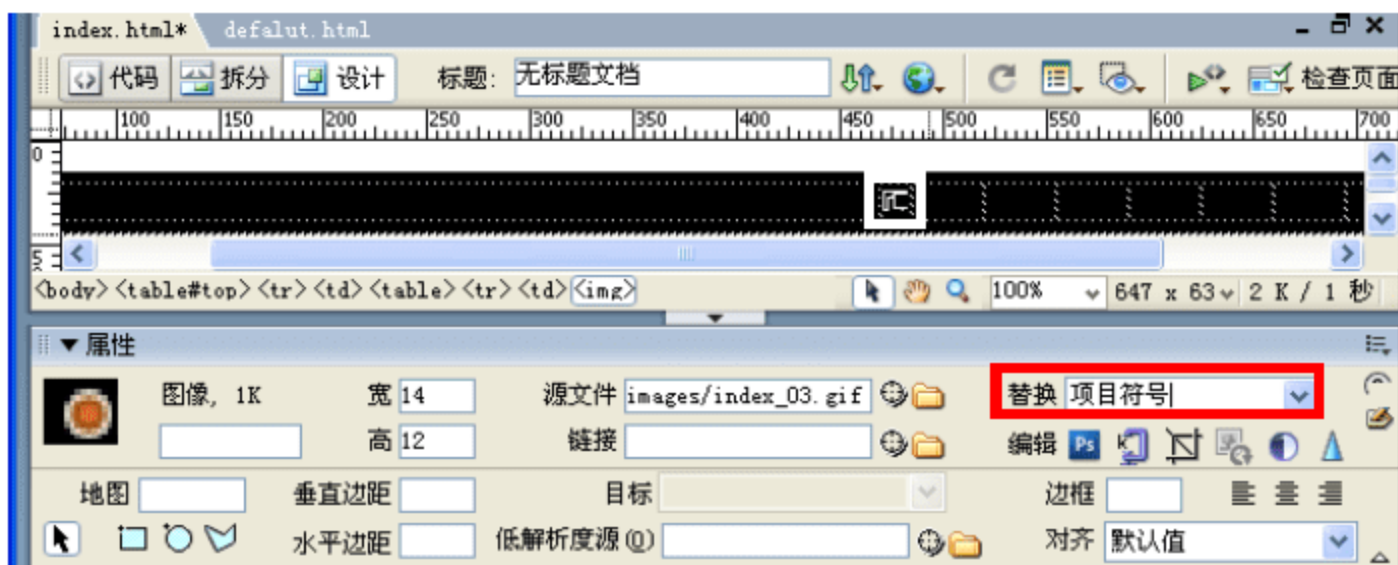 index.html* defalut.html
代码 拆分 设计 标题: 无标题文档 检查页面
100 150 200 250 300 350 400 450 500 550 600 650 700
0
5
<body> <table#top> <tr> <td> <table> <tr> <td> <img> 100% 647 x 63 2 K / 1 秒
属性
图像, 1K 宽 14 源文件 images/index_03.gif 替换 项目符号
高 12 链接 编辑 Ps
地图 垂直边距 目标 边框
水平边距 低解析度源(O) 对齐 默认值